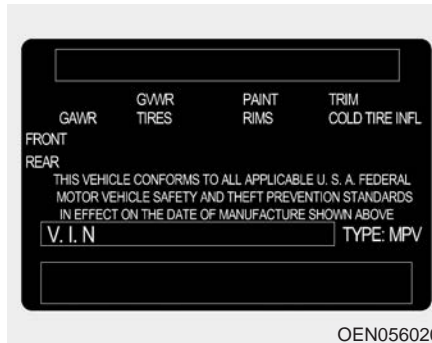 GVWR PAINT TRIM
GAWR TIRES RIMS COLD TIRE INFL
FRONT
REAR
THIS VEHICLE CONFORMS TO ALL APPLICABLE U. S. A. FEDERAL
MOTOR VEHICLE SAFETY AND THEFT PREVENTION STANDARDS
IN EFFECT ON THE DATE OF MANUFACTURE SHOWN ABOVE
V. I. N TYPE: MPV